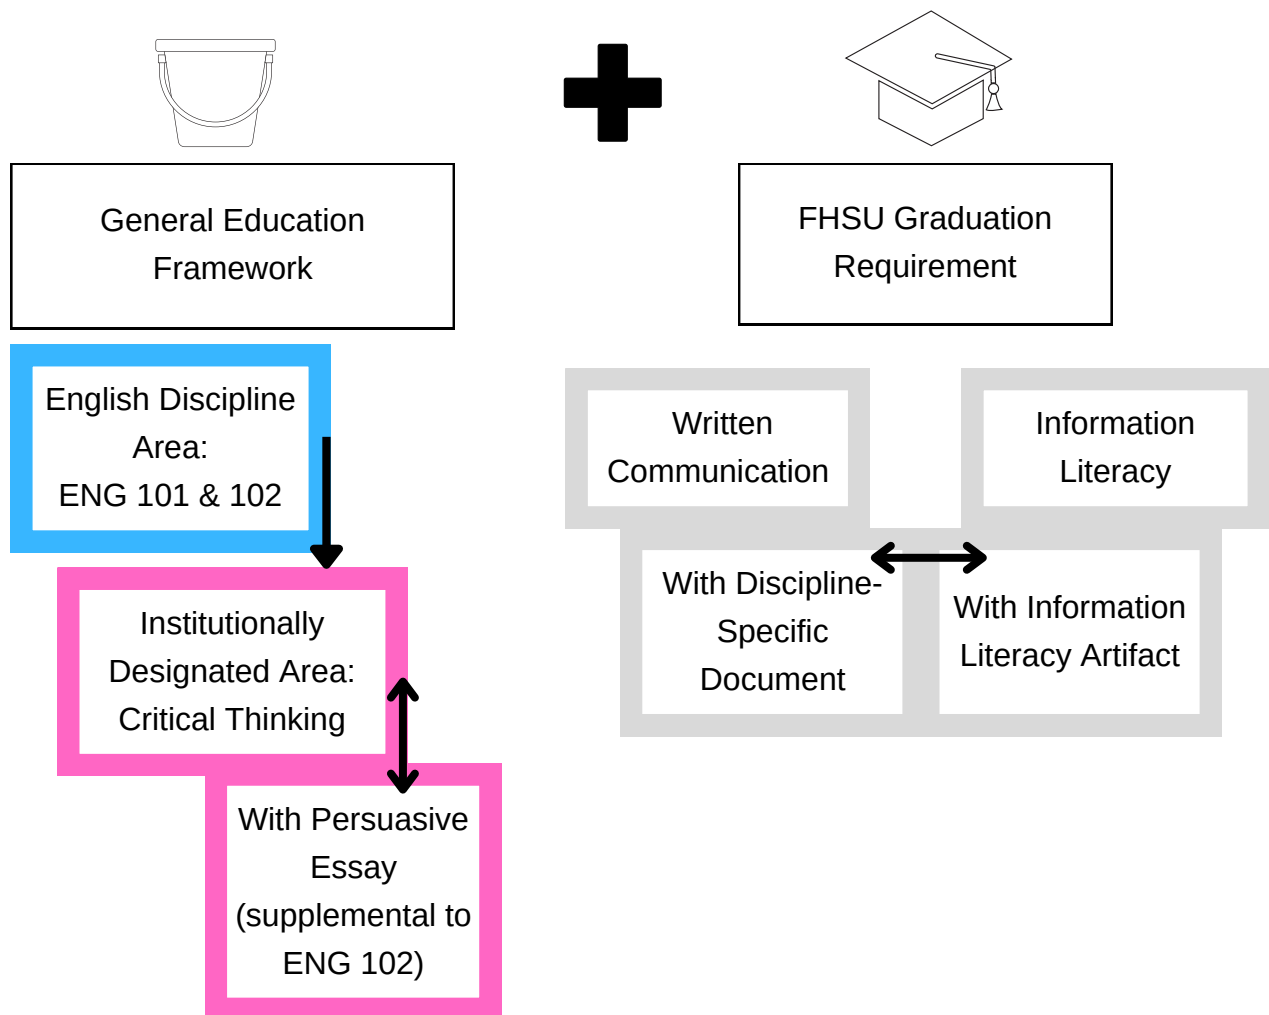 General Education
Framework
FHSU Graduation
Requirement
English Discipline
Area:
ENG 101 & 102
Institutionally
Designated Area:
Critical Thinking
With Persuasive
Essay
(supplemental to
ENG 102)
Written
Communication
Information
Literacy
With Discipline-
Specific
Document
With Information
Literacy Artifact